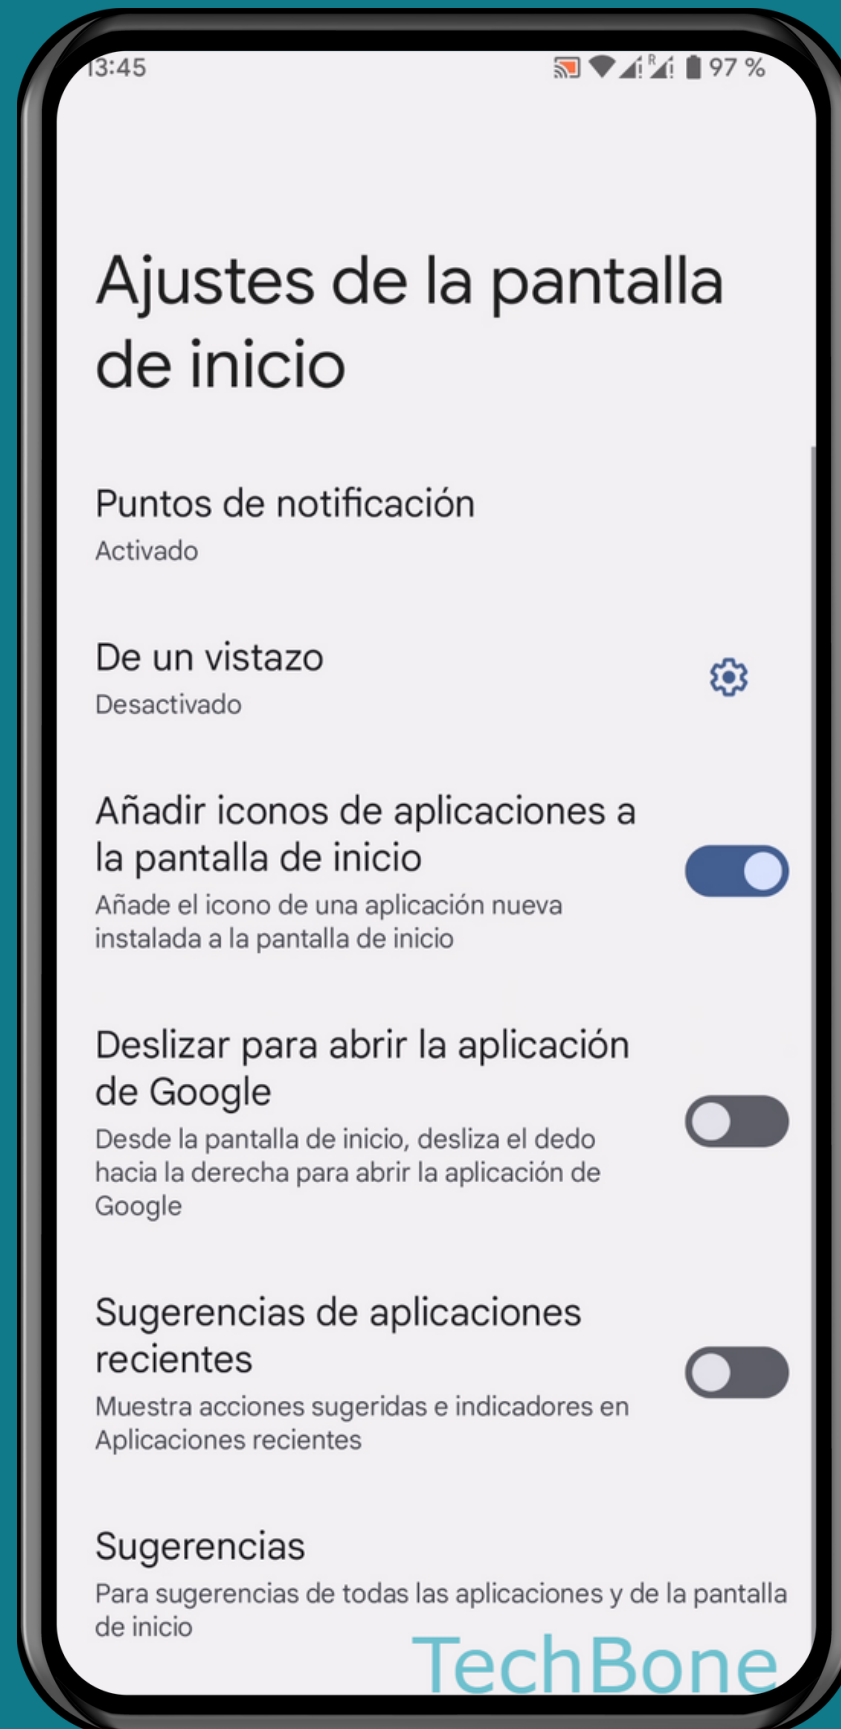 13:45
R
97 %
Ajustes de la pantalla
de inicio
Puntos de notificación
Activado
De un vistazo
Desactivado
Añadir iconos de aplicaciones a
la pantalla de inicio
Añade el icono de una aplicación nueva
instalada a la pantalla de inicio
Deslizar para abrir la aplicación
de Google
Desde la pantalla de inicio, desliza el dedo
hacia la derecha para abrir la aplicación de
Google
Sugerencias de aplicaciones
recientes
Muestra acciones sugeridas e indicadores en
Aplicaciones recientes
Sugerencias
Para sugerencias de todas las aplicaciones y de la pantalla
de inicio
TechBone